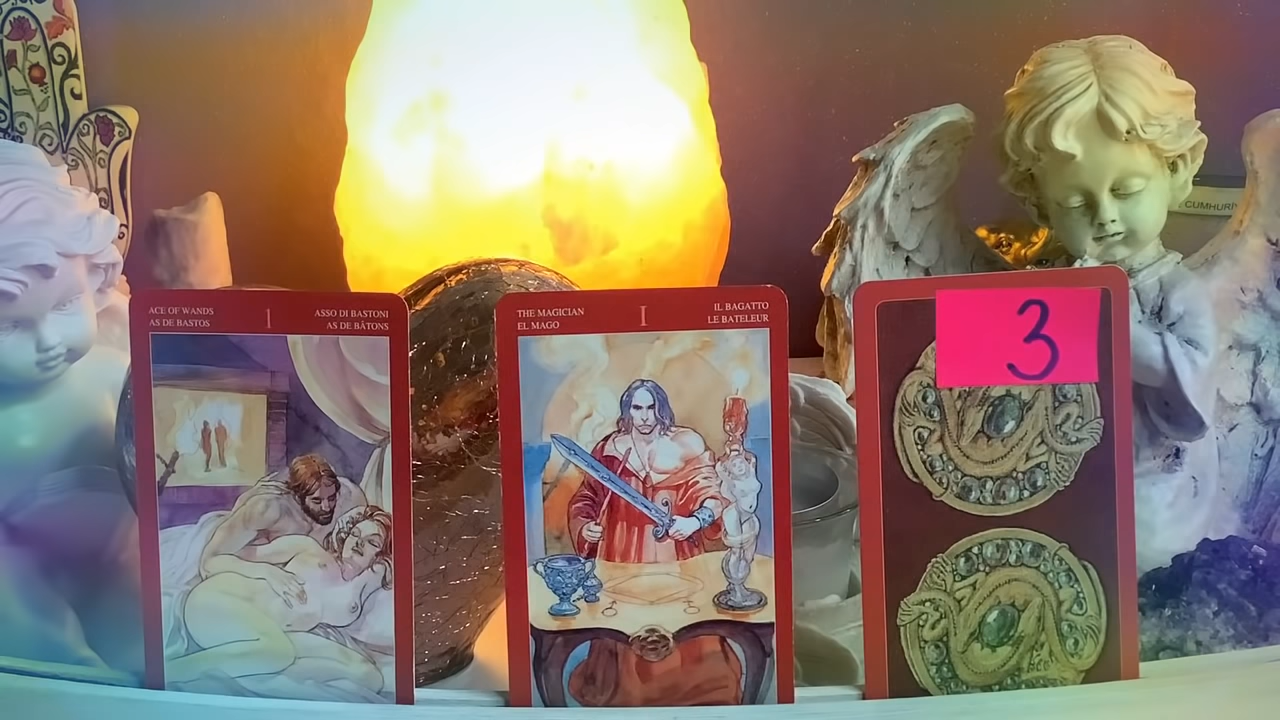 ACE OF WANDS
AS DE BASTOS
1
ASSO DI BASTONI
AS DE BÂTONS
THE MAGICIAN
EL MAGO
I
IL BAGATTO
LE BATELEUR
3